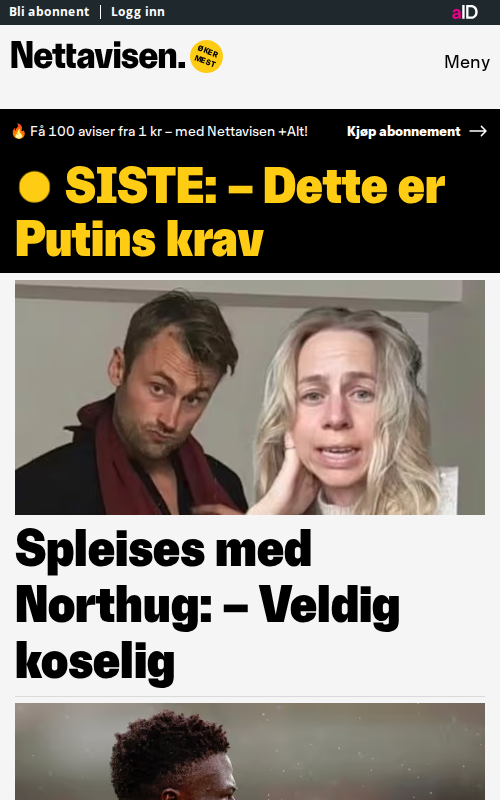 Bli abonnent | Logg inn
aID
Nettavisen.
ØKER
MEST
Meny
🔥 Få 100 aviser fra 1 kr – med Nettavisen +Alt!
Kjøp abonnement →
SISTE: – Dette er
Putins krav
Spleises med
Northug: – Veldig
koselig